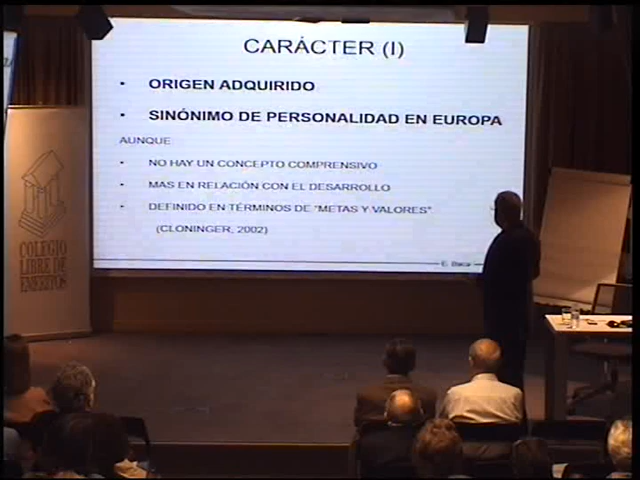 CARÁCTER (I)
• ORIGEN ADQUIRIDO
• SINÓNIMO DE PERSONALIDAD EN EUROPA
AUNQUE
• NO HAY UN CONCEPTO COMPRENSIVO
• MAS EN RELACIÓN CON EL DESARROLLO
• DEFINIDO EN TÉRMINOS DE "METAS Y VALORES"
(CLONINGER, 2002)
E. Baca
COLEGIO
LIBRE DE
EMÉRITOS